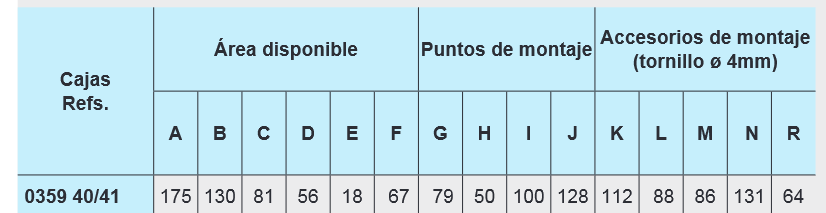 Cajas
Refs.
Área disponible
Puntos de montaje
Accesorios de montaje
(tornillo ø 4mm)
A B C D E F G H I J K L M N R
0359 40/41 175 130 81 56 18 67 79 50 100 128 112 88 86 131 64